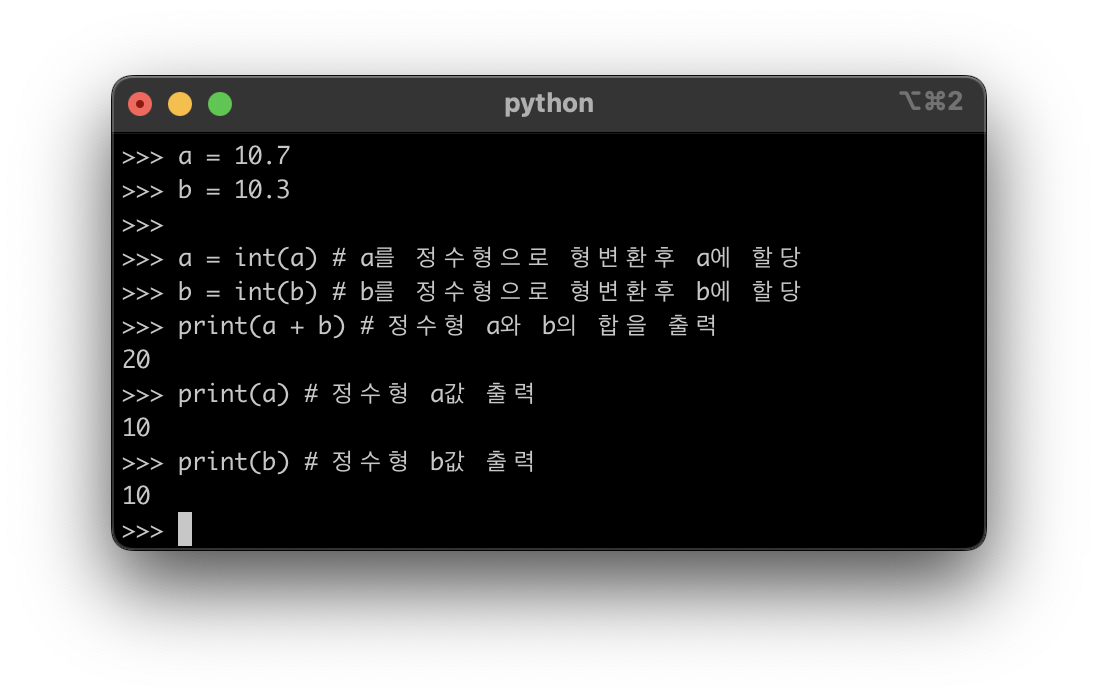 python
⌥⌘2
>>> a = 10.7
>>> b = 10.3
>>>
>>> a = int(a) # a를 정수형으로 형변환후 a에 할당
>>> b = int(b) # b를 정수형으로 형변환후 b에 할당
>>> print(a + b) # 정수형 a와 b의 합을 출력
20
>>> print(a) # 정수형 a값 출력
10
>>> print(b) # 정수형 b값 출력
10
>>>